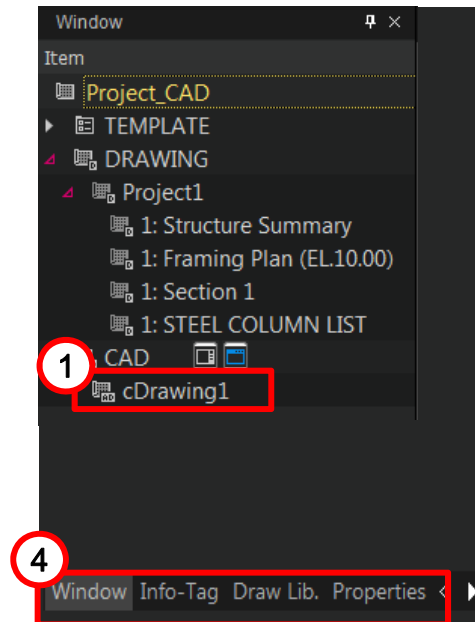 Window
Item
Project_CAD
TEMPLATE
DRAWING
Project1
1: Structure Summary
1: Framing Plan (EL.10.00)
1: Section 1
1: STEEL COLUMN LIST
1 CAD
cDrawing1
4
Window Info-Tag Draw Lib. Properties